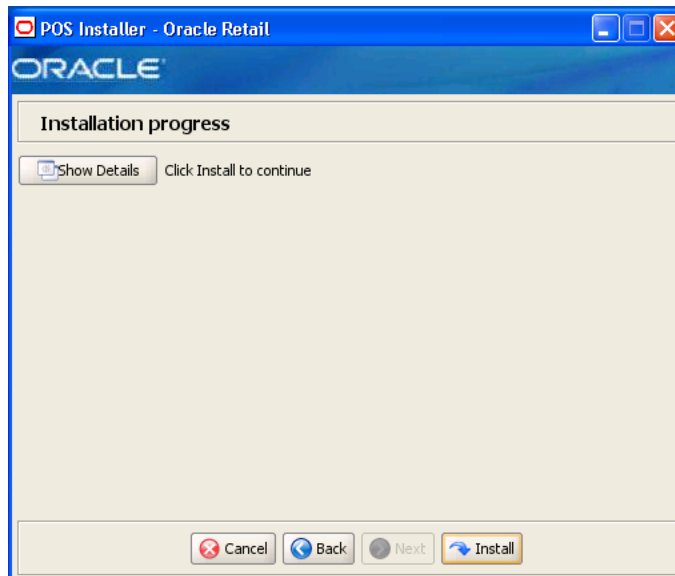 POS Installer - Oracle Retail
ORACLE
Installation progress
Show Details Click Install to continue
Cancel Back Next Install